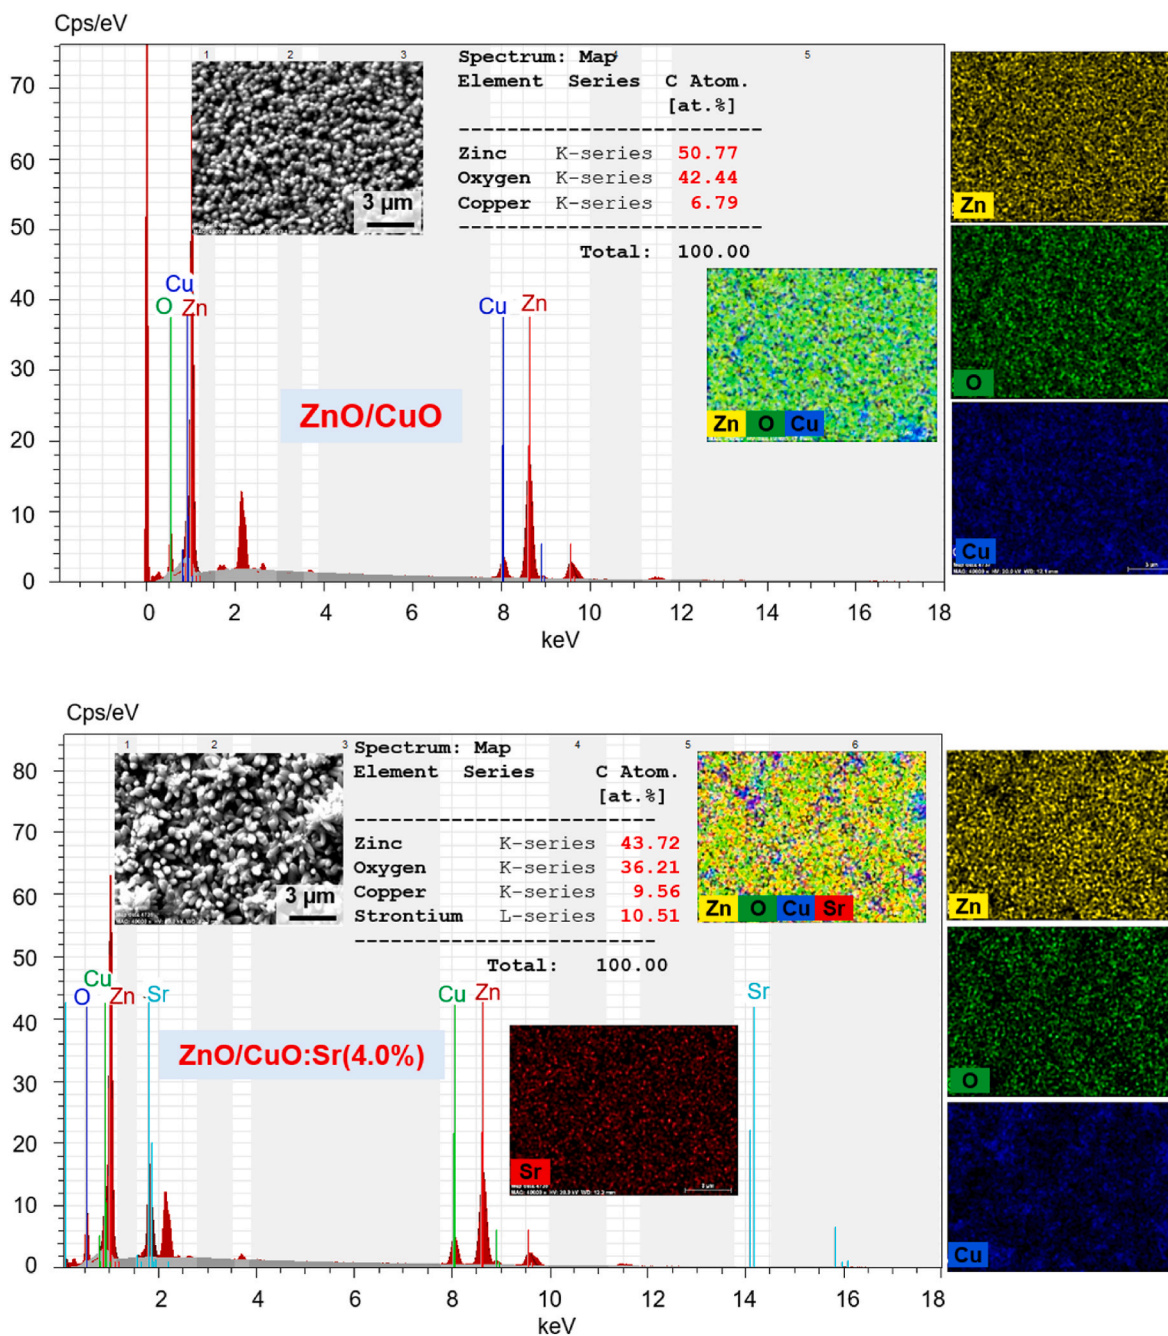 Cps/eV
1 2 3 4 5
Spectrum: Map
Element Series C Atom.
[at.%]
Zinc K-series 50.77
Oxygen K-series 42.44
Copper K-series 6.79
Total: 100.00
3 µm
70
60
50
40
30
20
10
0
Cu
O Zn
Cu Zn
ZnO/CuO
Zn O Cu
Zn
O
Cu
0 2 4 6 8 10 12 14 16 18
keV
Cps/eV
1 2 3 4 5 6
Spectrum: Map
Element Series C Atom.
[at.%]
Zinc K-series 43.72
Oxygen K-series 36.21
Copper K-series 9.56
Strontium L-series 10.51
Total: 100.00
3 µm
Zn O Cu Sr
80
70
60
50
40
30
20
10
0
Cu
O Zn Sr
Cu Zn
Sr
ZnO/CuO:Sr(4.0%)
Sr
Zn
O
Cu
2 4 6 8 10 12 14 16 18
keV